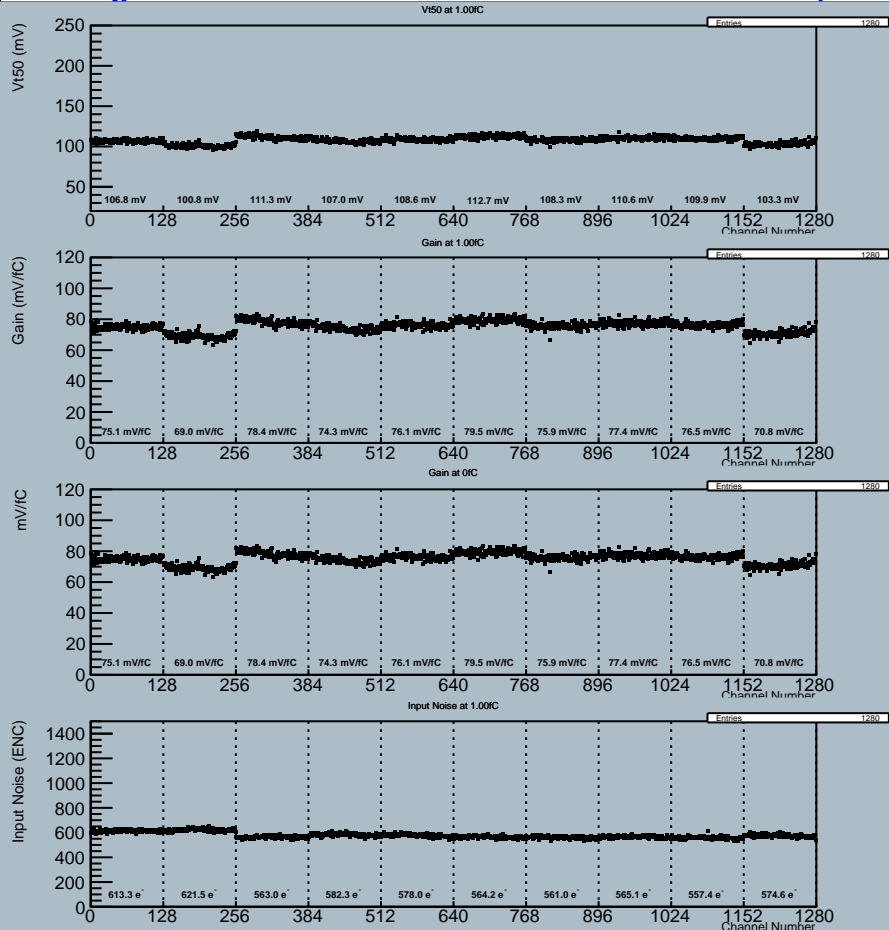 Vt50 at 1.00fC
Entries 1280
Vt50 (mV)
250
200
150
100
50
106.8 mV 100.8 mV 111.3 mV 107.0 mV 108.6 mV 112.7 mV 108.3 mV 110.6 mV 109.9 mV 103.3 mV
0 128 256 384 512 640 768 896 1024 1152 1280
Channel Number
Gain at 1.00fC
Entries 1280
Gain (mV/fC)
120
100
80
60
40
20
0
75.1 mV/fC 69.0 mV/fC 78.4 mV/fC 74.3 mV/fC 76.1 mV/fC 79.5 mV/fC 75.9 mV/fC 77.4 mV/fC 76.5 mV/fC 70.8 mV/fC
0 128 256 384 512 640 768 896 1024 1152 1280
Channel Number
Gain at 0fC
Entries 1280
mV/fC
120
100
80
60
40
20
0
75.1 mV/fC 69.0 mV/fC 78.4 mV/fC 74.3 mV/fC 76.1 mV/fC 79.5 mV/fC 75.9 mV/fC 77.4 mV/fC 76.5 mV/fC 70.8 mV/fC
0 128 256 384 512 640 768 896 1024 1152 1280
Channel Number
Input Noise at 1.00fC
Entries 1280
Input Noise (ENC)
1400
1200
1000
800
600
400
200
0
613.3 e⁻ 621.5 e⁻ 563.0 e⁻ 582.3 e⁻ 578.0 e⁻ 564.2 e⁻ 561.0 e⁻ 565.1 e⁻ 557.4 e⁻ 574.6 e⁻
0 128 256 384 512 640 768 896 1024 1152 1280
Channel Number